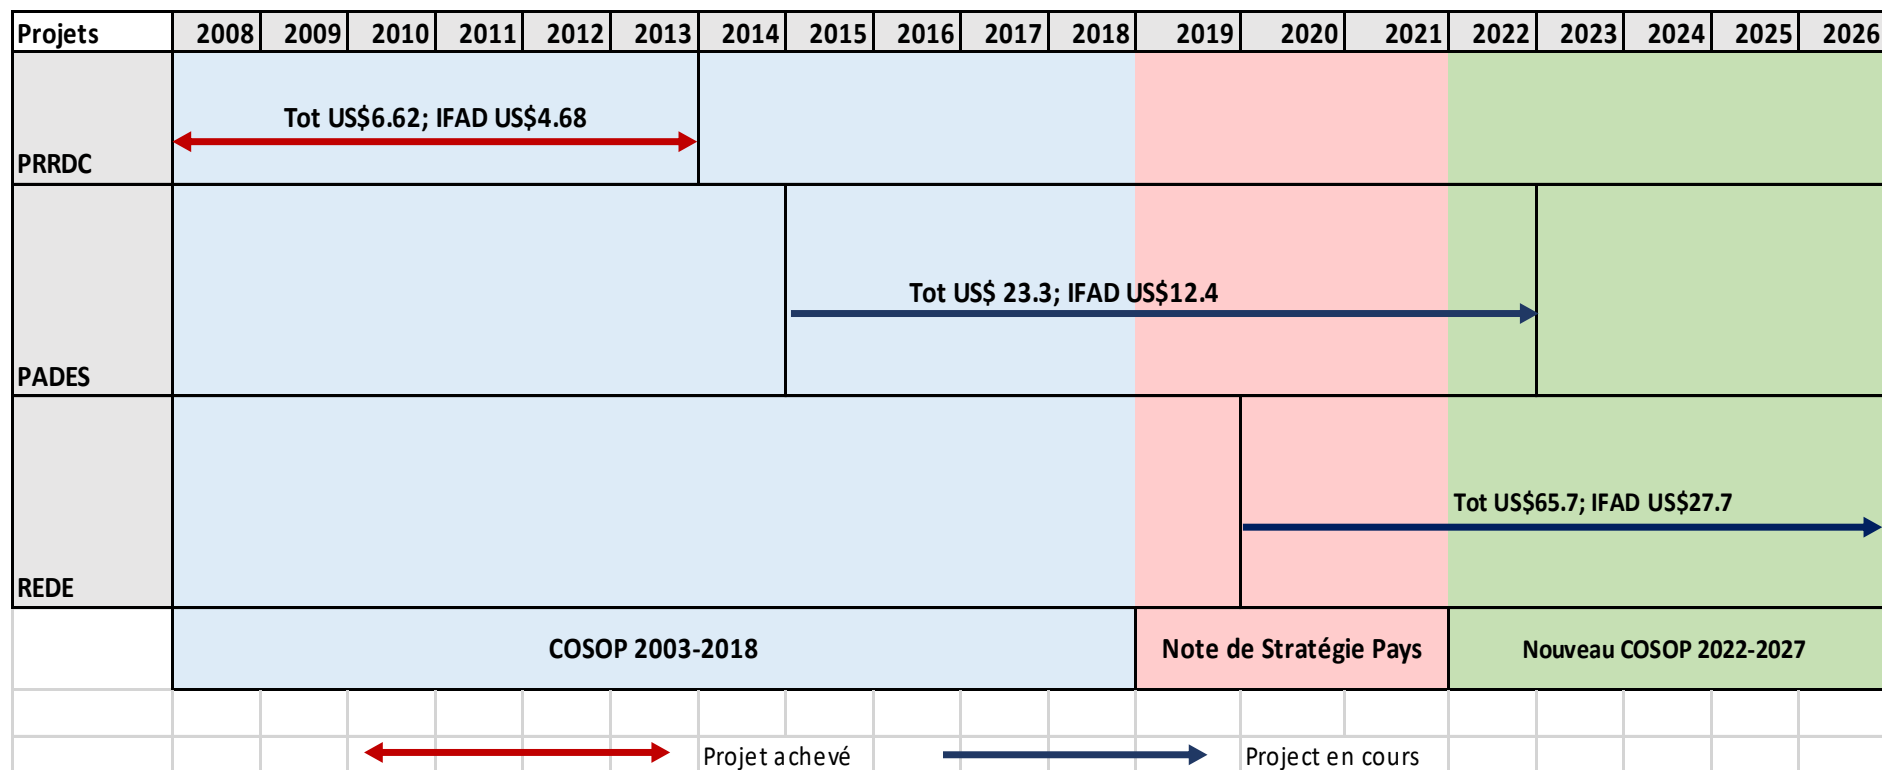 Projets 2008 2009 2010 2011 2012 2013 2014 2015 2016 2017 2018 2019 2020 2021 2022 2023 2024 2025 2026
Tot US$6.62; IFAD US$4.68
PRRDC
Tot US$ 23.3; IFAD US$12.4
PADES
Tot US$65.7; IFAD US$27.7
REDE
COSOP 2003-2018 Note de Stratégie Pays Nouveau COSOP 2022-2027
Projet achevé Project en cours